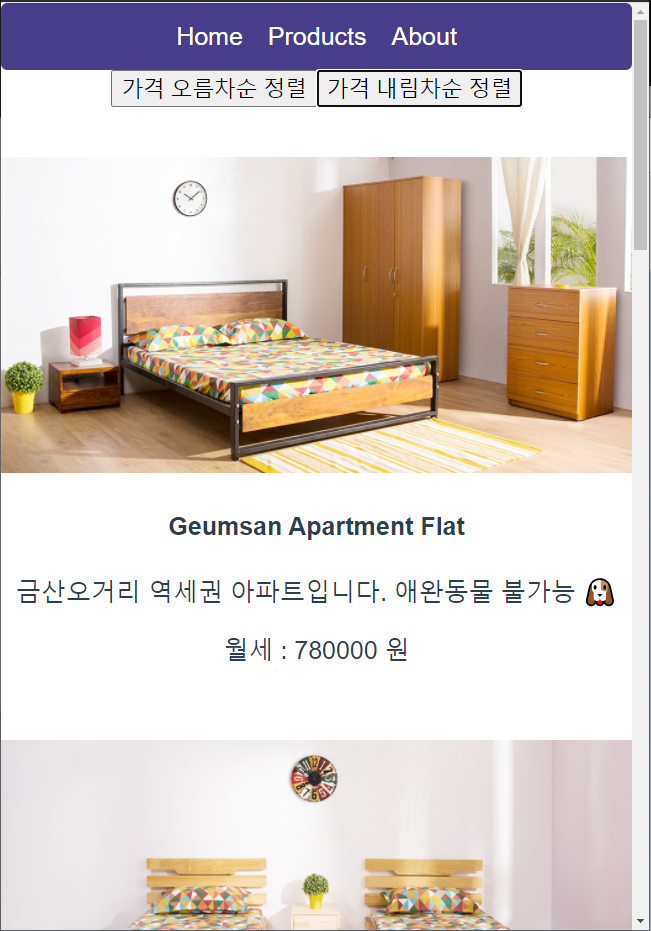 Home Products About
가격 오름차순 정렬 가격 내림차순 정렬
Geumsan Apartment Flat
금산오거리 역세권 아파트입니다. 애완동물 불가능 🐶
월세 : 780000 원